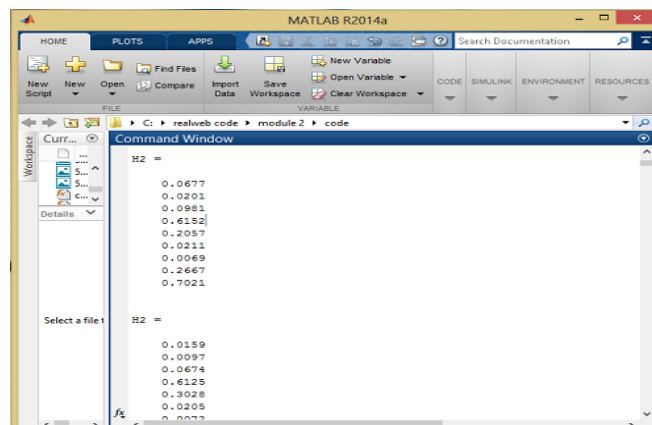 MATLAB R2014a
HOME PLOTS APPS Search Documentation
New Script
New
Open
Find Files
Compare
Import Data
Save Workspace
New Variable
Open Variable
Clear Workspace
CODE SIMULINK ENVIRONMENT RESOURCES
FILE VARIABLE
C: realweb code module 2 code
Workspace
Curr...
...
S...
S...
c...
Details
Select a file t
Command Window
H2 =
0.0677
0.0201
0.0981
0.6152
0.2057
0.0211
0.0069
0.2667
0.7021
H2 =
0.0159
0.0097
0.0674
0.6125
0.3028
0.0205
fx